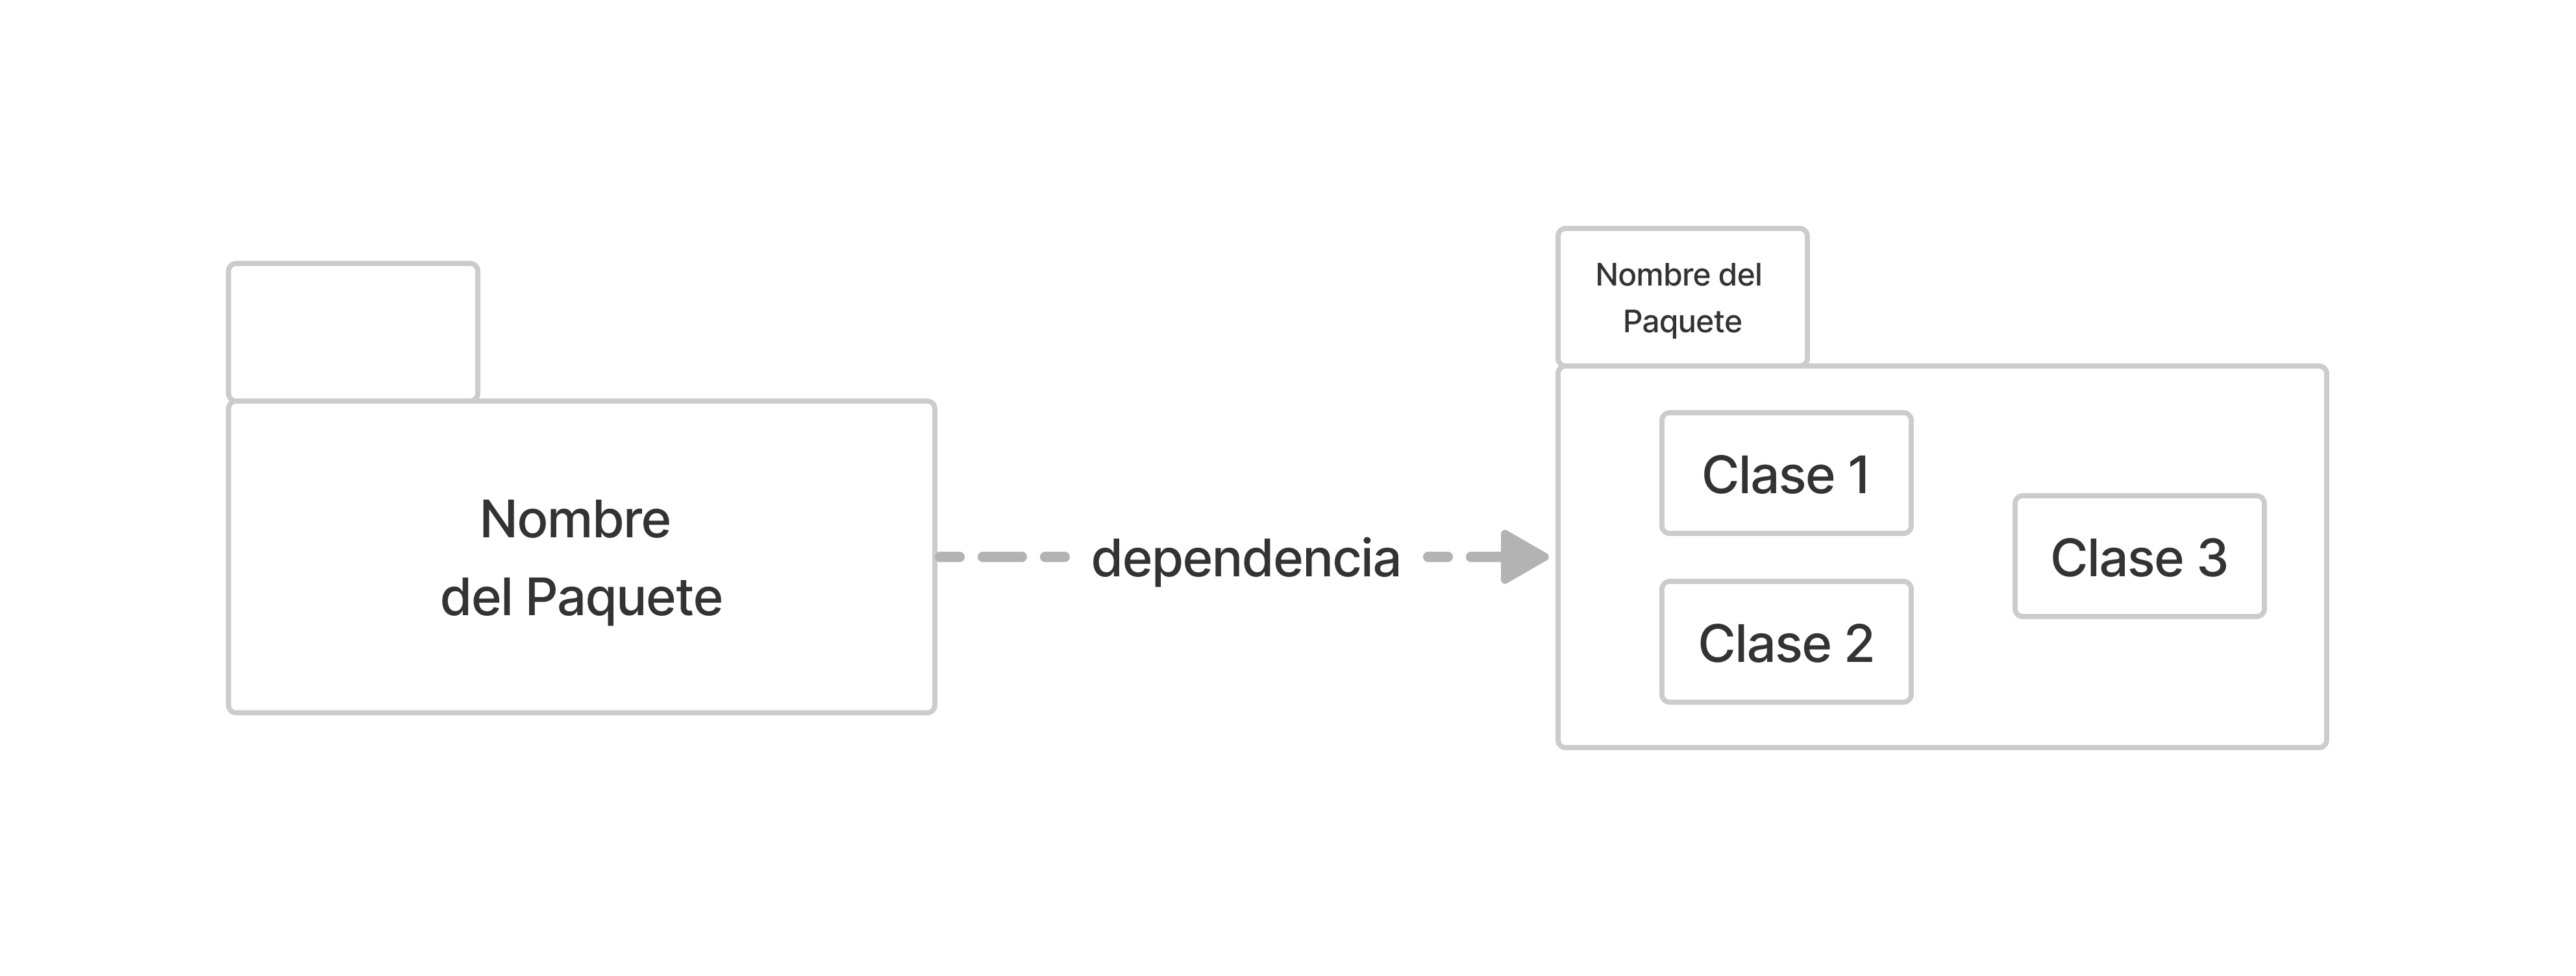 Nombre
del Paquete
dependencia
Nombre del
Paquete
Clase 1
Clase 2
Clase 3